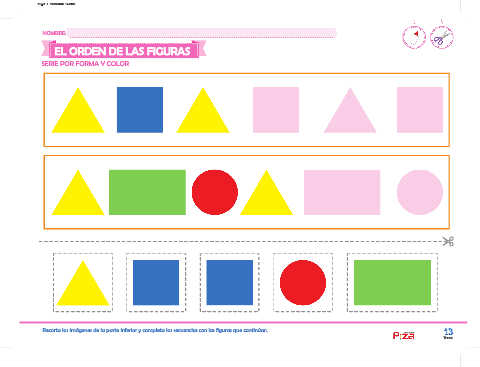 NOMBRE:
EL ORDEN DE LAS FIGURAS
SERIE POR FORMA Y COLOR
Recorta las imágenes de la parte inferior y completa las secuencias con las figuras que continúan.
13